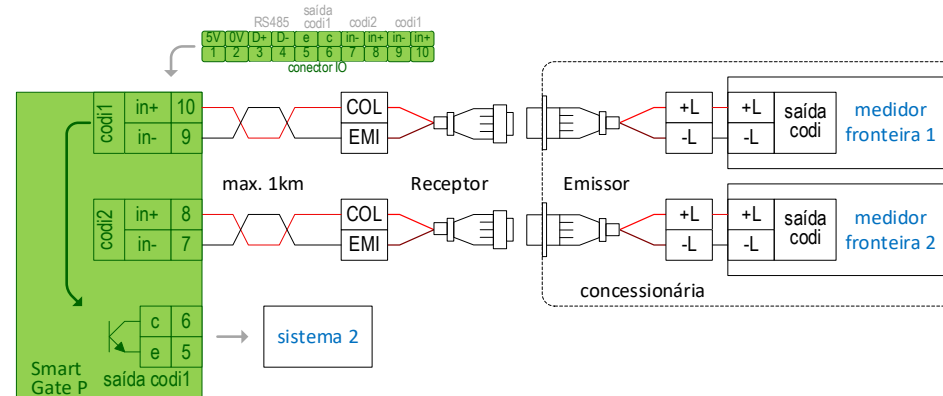 saída
RS485 codi1 codi2 codi1
5V 0V D+ D- e c in- in+ in- in+
1 2 3 4 5 6 7 8 9 10
conector IO
codi1 in+ 10 COL +L +L saída codi medidor fronteira 1
in- 9 EMI -L -L
max. 1km Receptor Emissor
codi2 in+ 8 COL +L +L saída codi medidor fronteira 2
in- 7 EMI -L -L
concessionária
c 6
e 5
sistema 2
Smart
Gate P
saída codi1